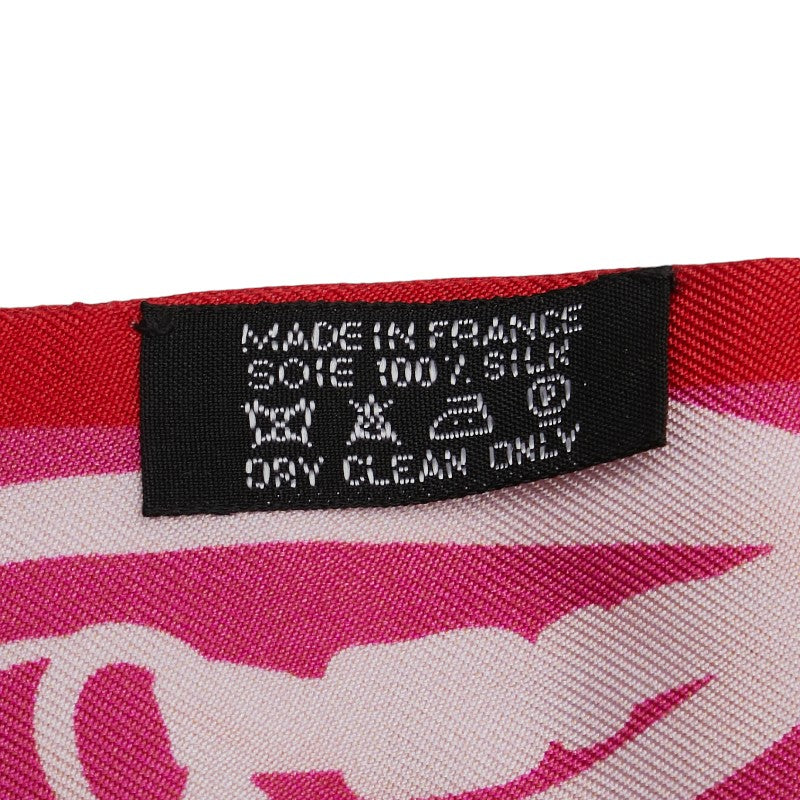 MADE IN FRANCE
SOIE 100% SILK
P
DRY CLEAN ONLY